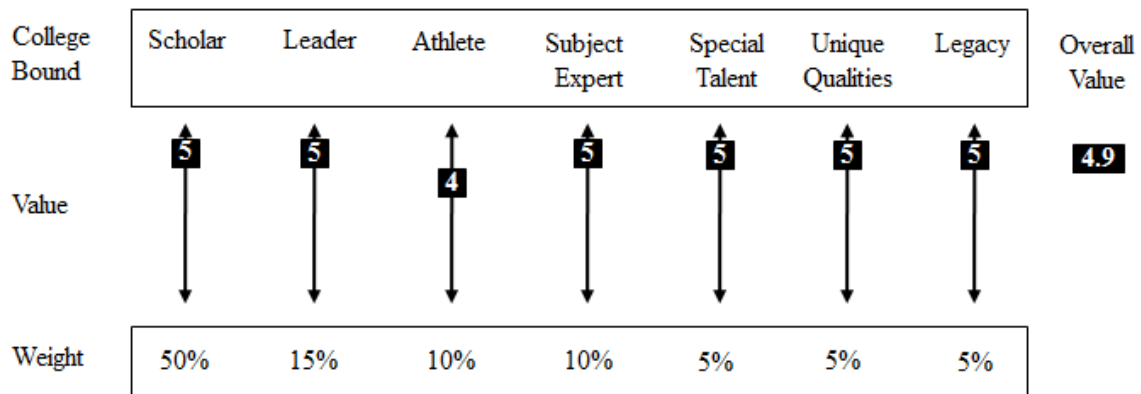 College Bound Scholar Leader Athlete Subject Expert Special Talent Unique Qualities Legacy Overall Value
5 5 4 5 5 5 5 4.9
Value
Weight 50% 15% 10% 10% 5% 5% 5%